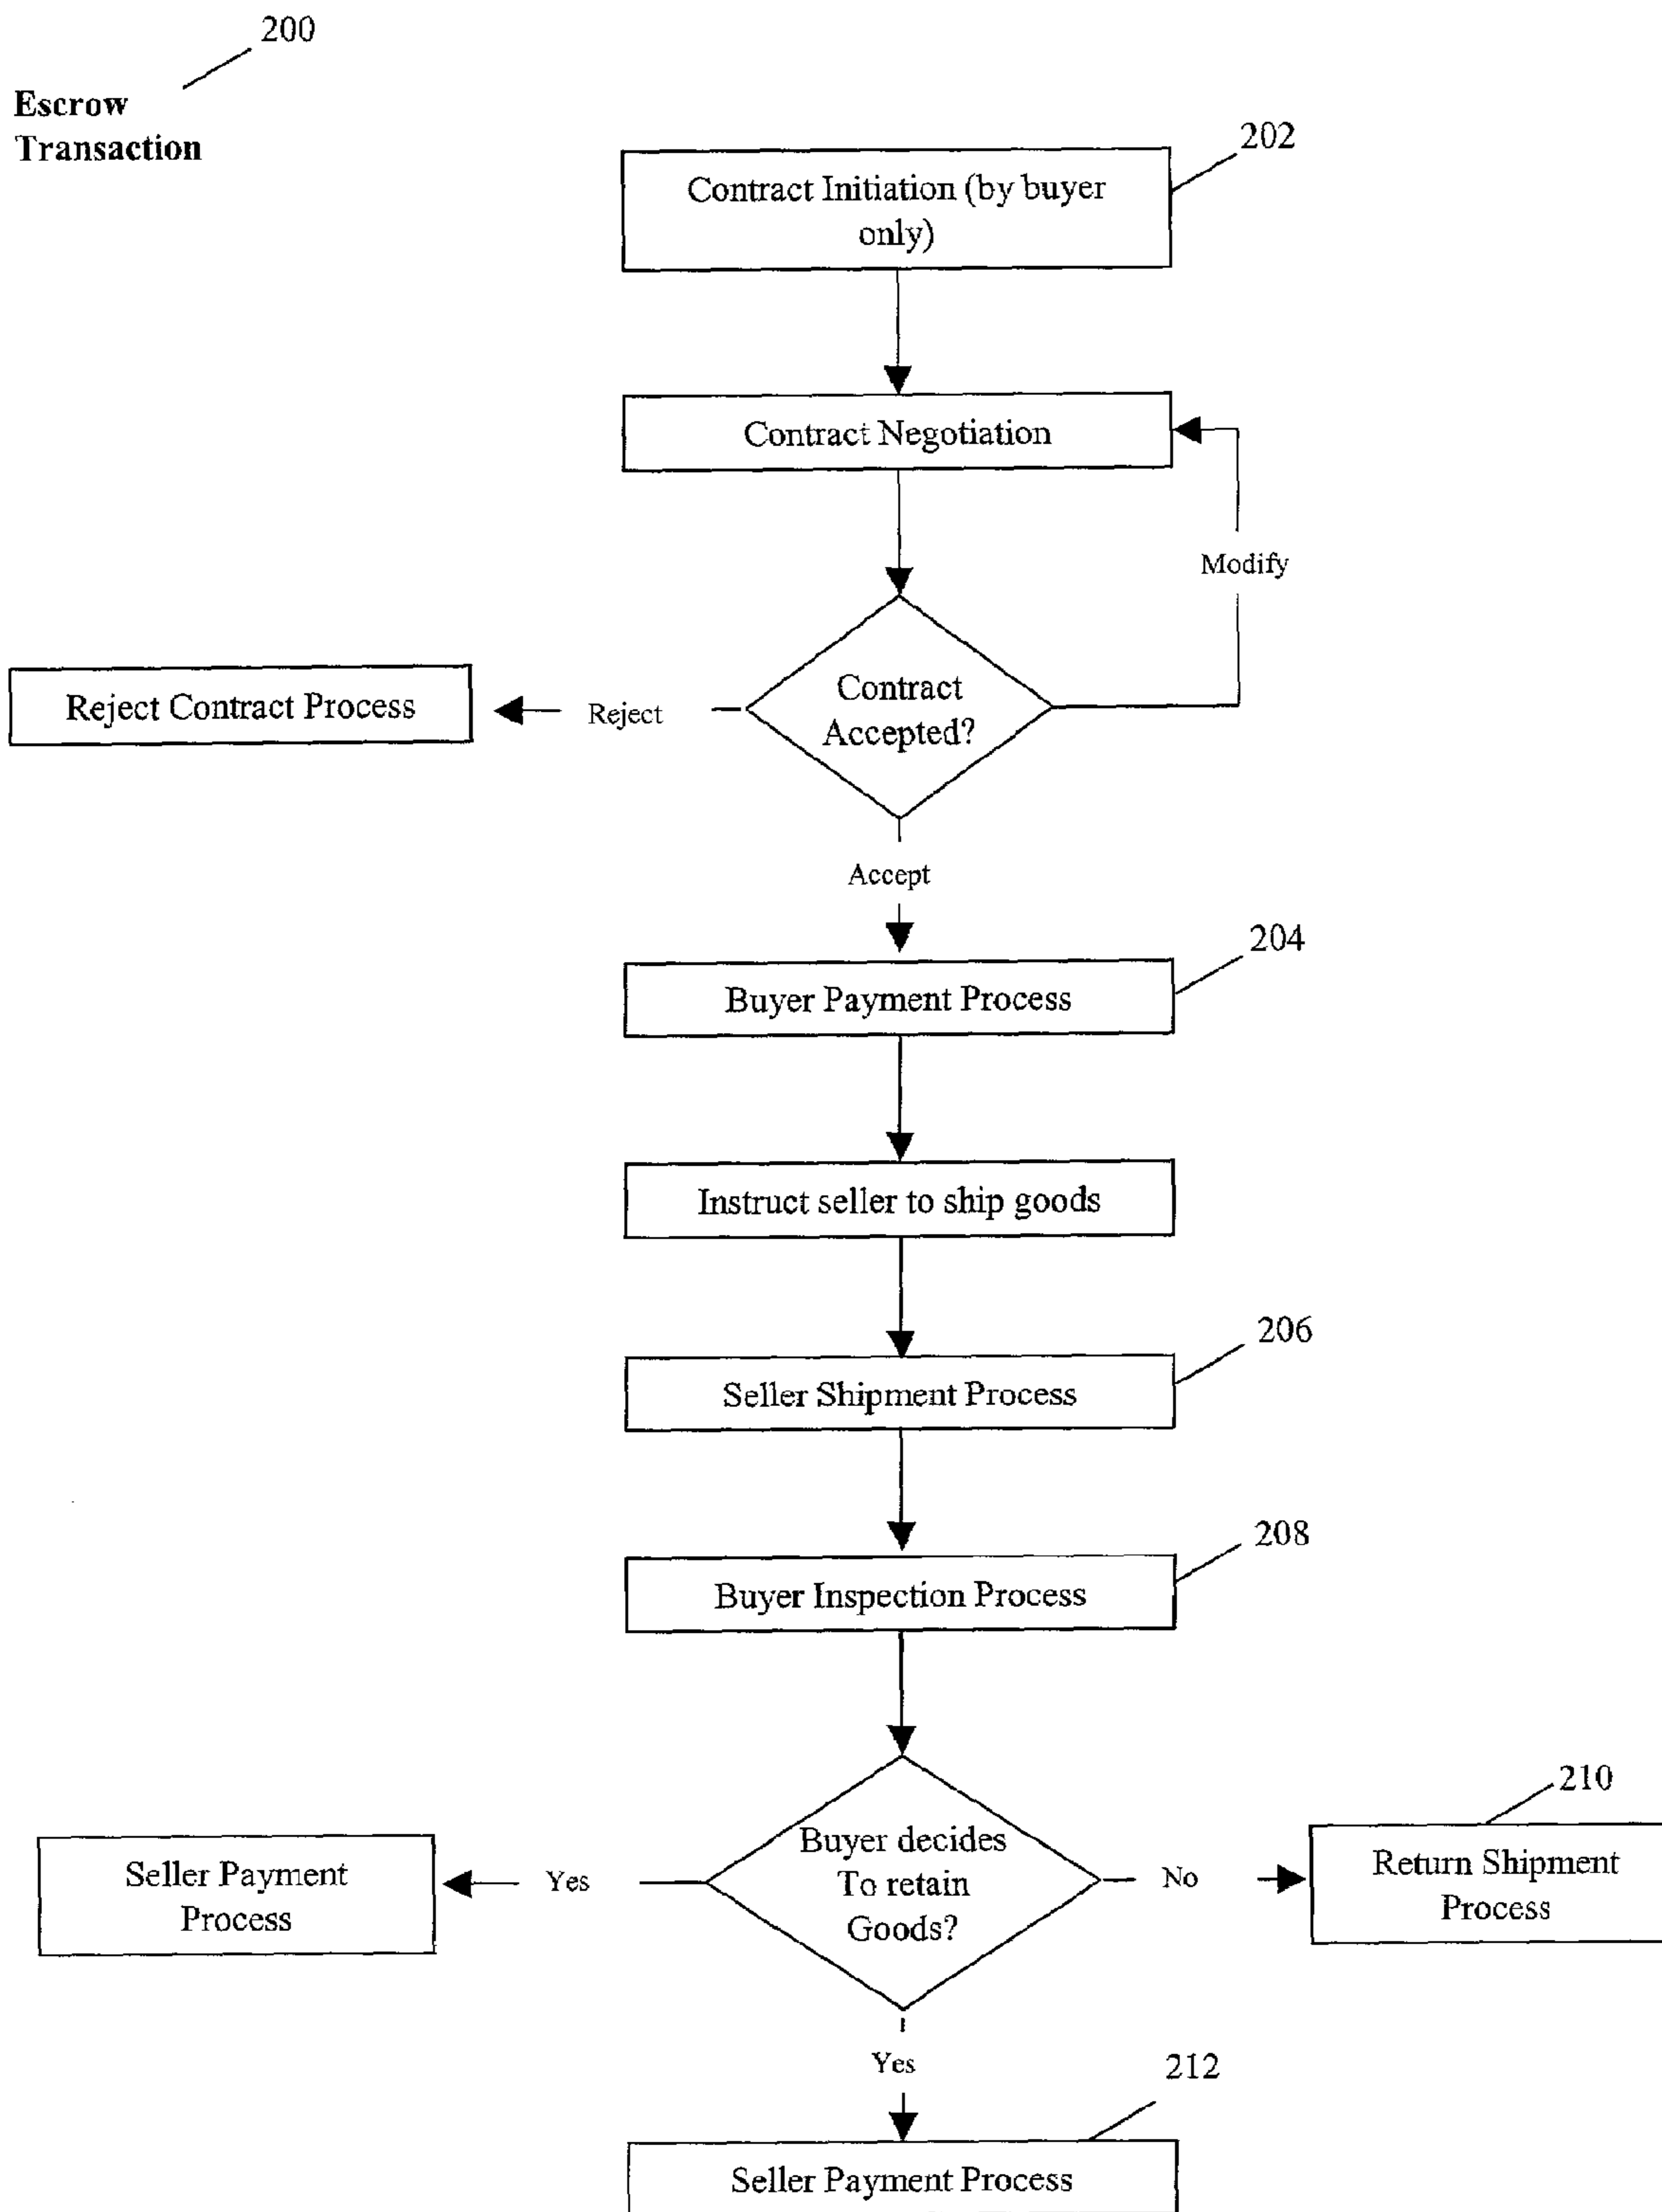 200
Escrow
Transaction
202
Contract Initiation (by buyer
only)
Contract Negotiation
Modify
Contract
Accepted?
Reject
Reject Contract Process
Accept
204
Buyer Payment Process
Instruct seller to ship goods
206
Seller Shipment Process
208
Buyer Inspection Process
210
Buyer decides
To retain
Goods?
Yes
Seller Payment
Process
No
Return Shipment
Process
Yes
212
Seller Payment Process